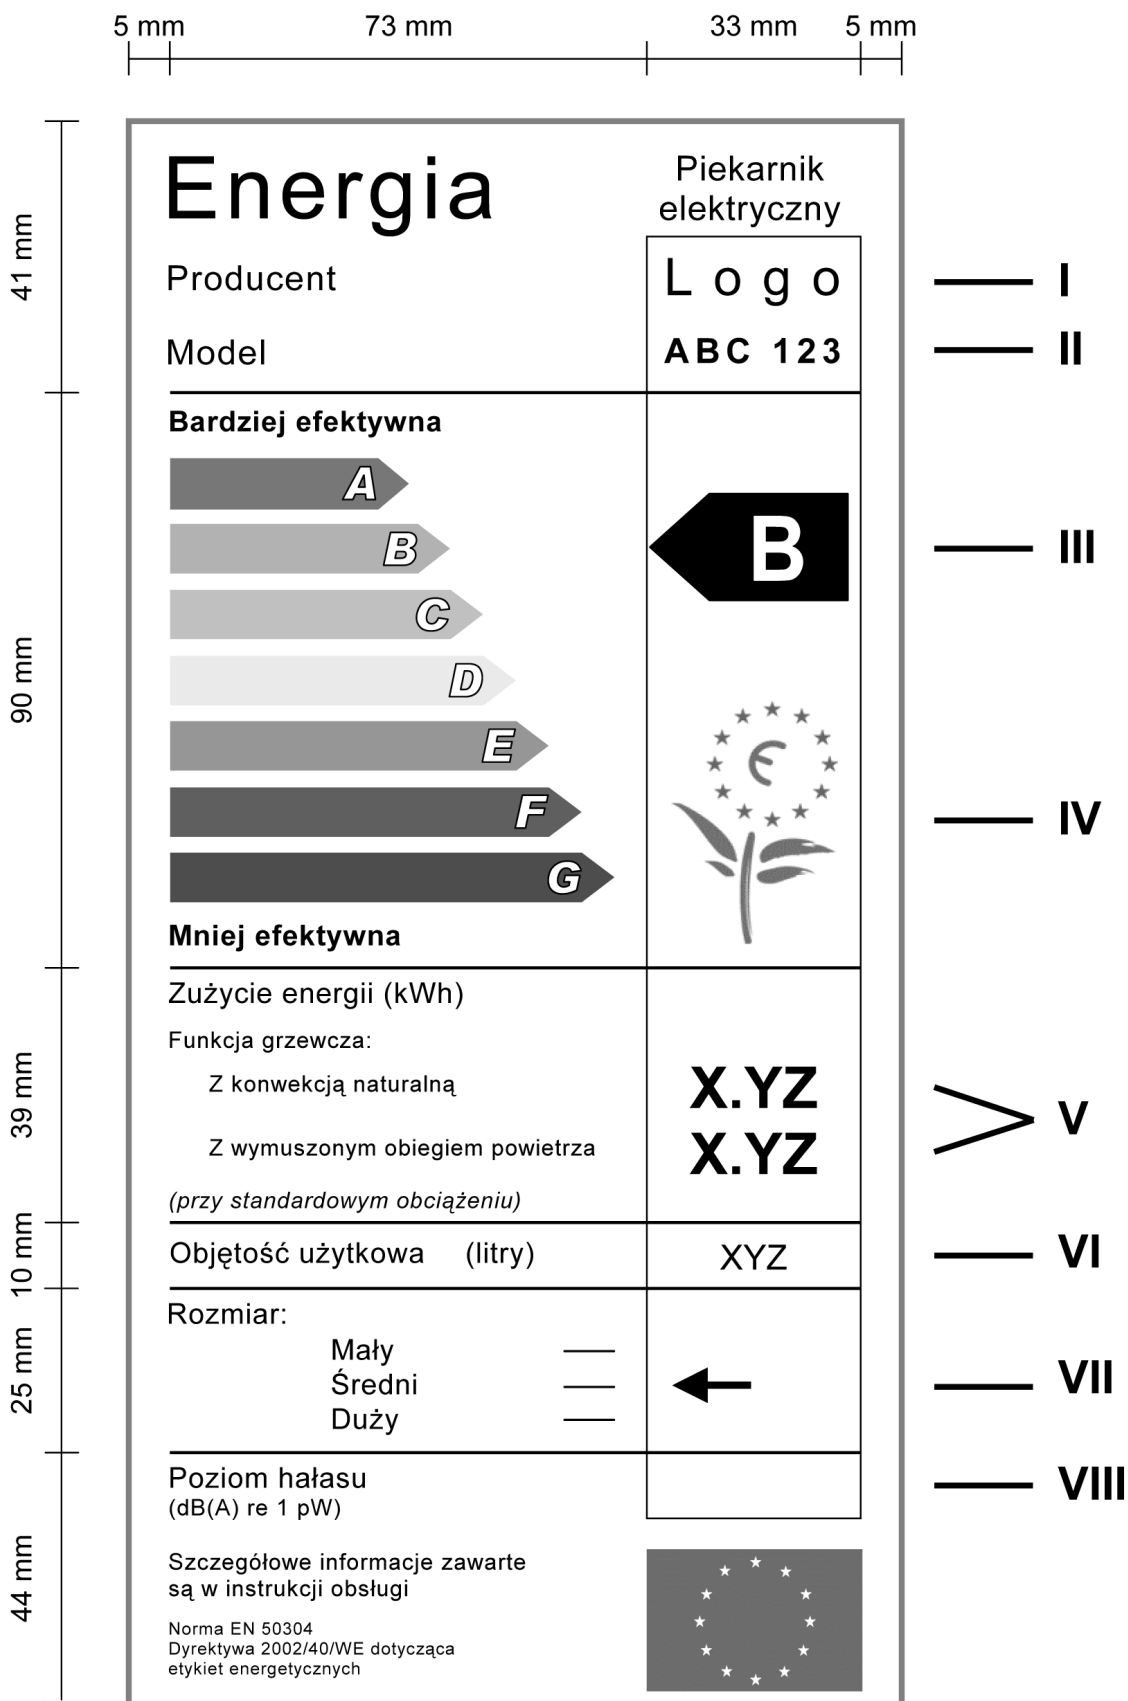 5 mm 73 mm 33 mm 5 mm
41 mm
90 mm
39 mm
10 mm
25 mm
44 mm
Energia
Piekarnik
elektryczny
Producent
Logo
I
Model
ABC 123
II
Bardziej efektywna
A
B
C
D
E
F
G
B
III
IV
Mniej efektywna
Zużycie energii (kWh)
Funkcja grzewcza:
Z konwekcją naturalną
X.YZ
Z wymuszonym obiegiem powietrza
X.YZ
V
(przy standardowym obciążeniu)
Objętość użytkowa (litry)
XYZ
VI
Rozmiar:
Mały
Średni
Duży
VII
Poziom hałasu
(dB(A) re 1 pW)
VIII
Szczegółowe informacje zawarte
są w instrukcji obsługi
Norma EN 50304
Dyrektywa 2002/40/WE dotycząca
etykiet energetycznych